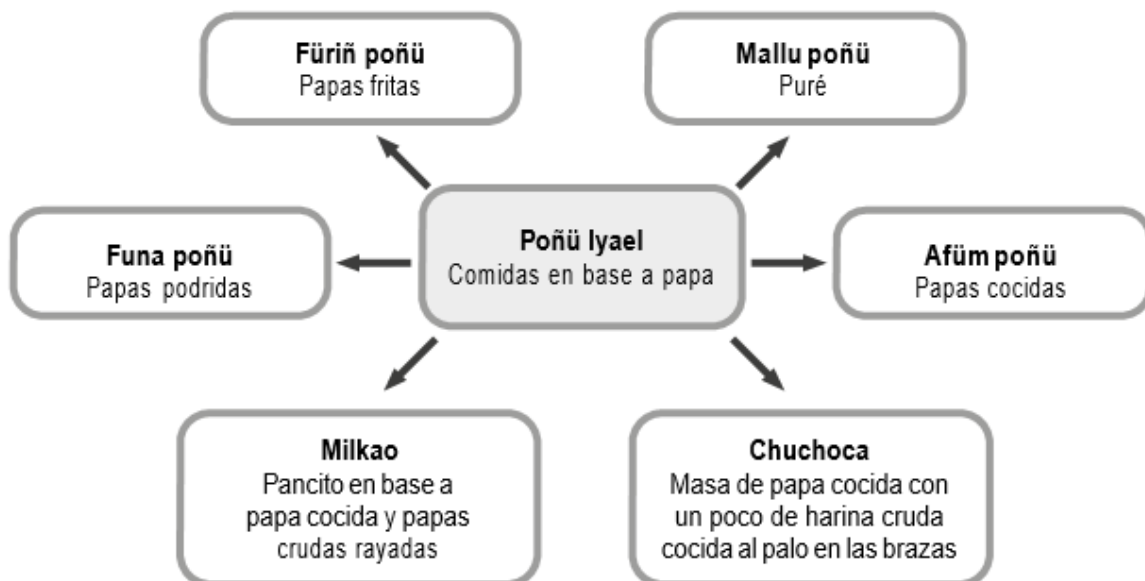 Füriñ poñü
Papas fritas
Mallu poñü
Puré
Funa poñü
Papas podridas
Poñü Iyael
Comidas en base a papa
Afüm poñü
Papas cocidas
Milkao
Pancito en base a
papa cocida y papas
crudas rayadas
Chuchoca
Masa de papa cocida con
un poco de harina cruda
cocida al palo en las brazas